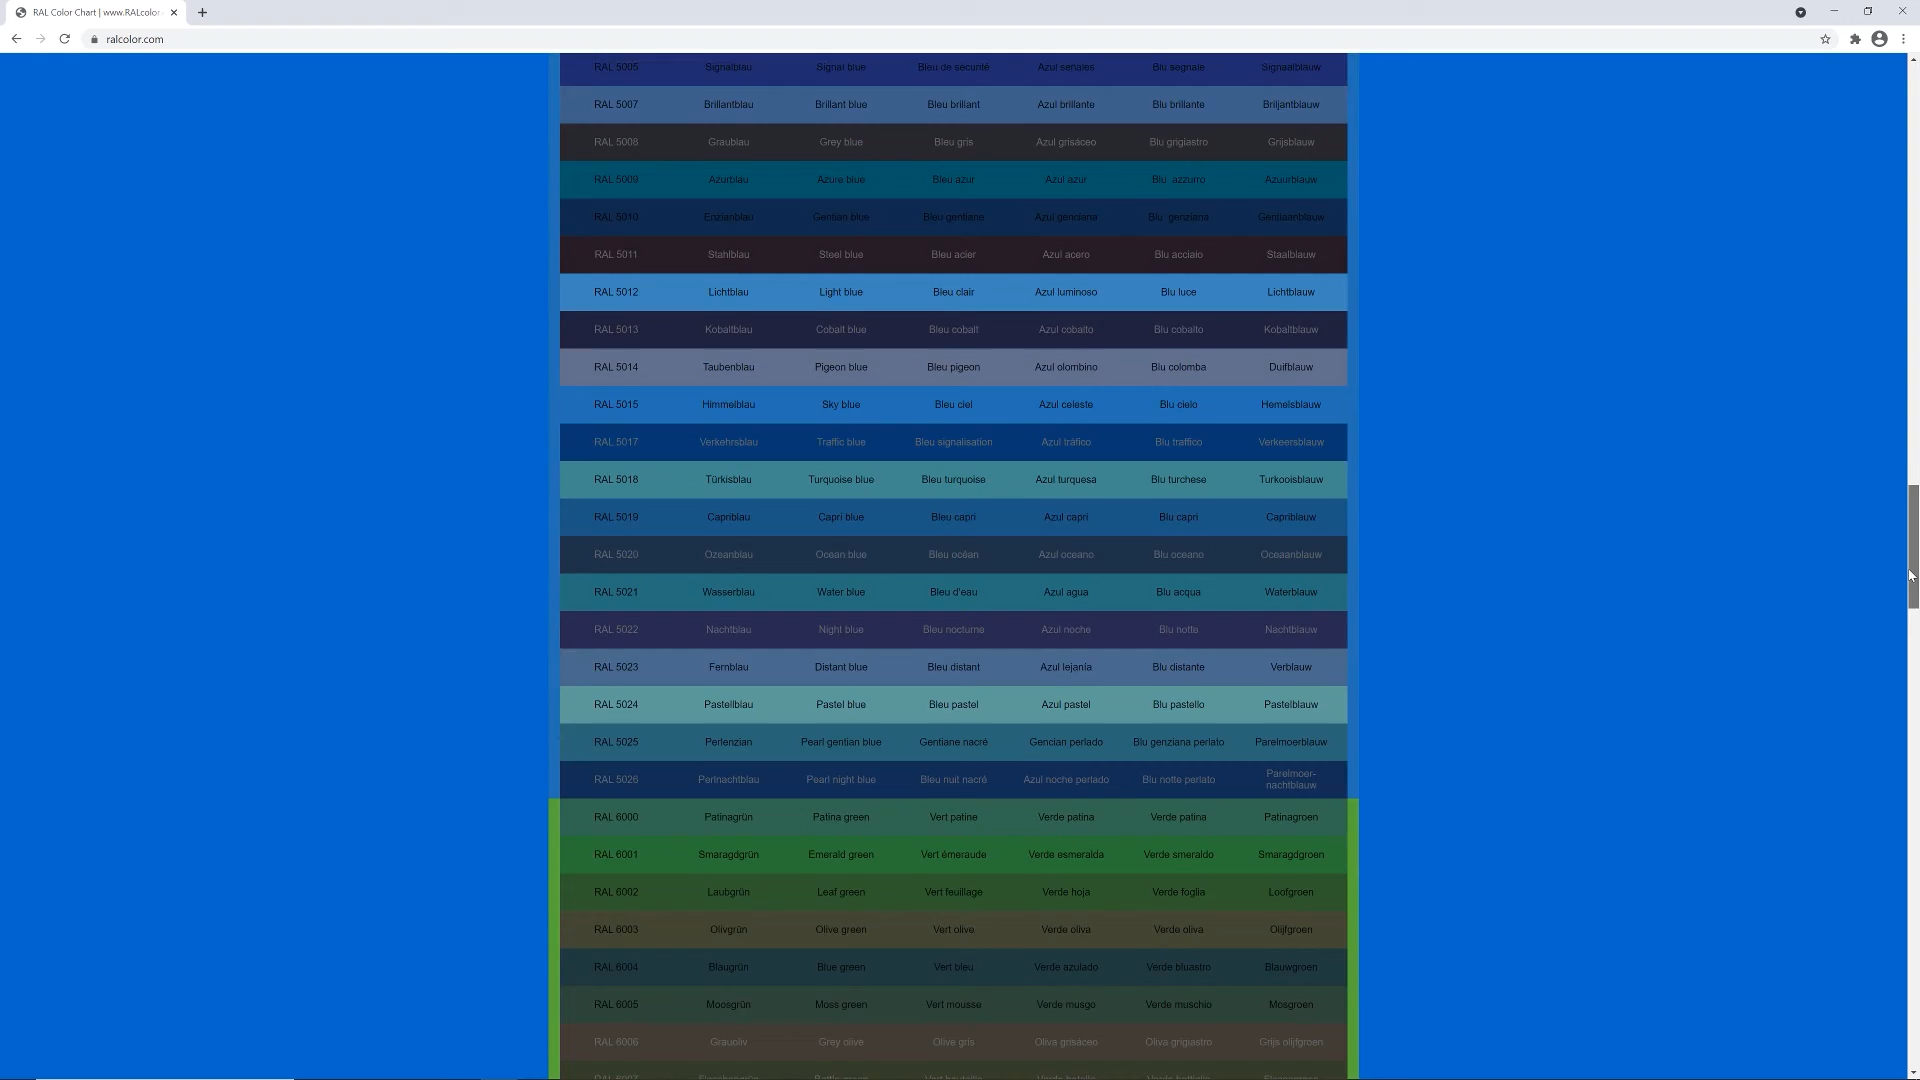 RAL Color Chart | www.RALcolor
ralcolor.com
RAL 5005 Signalblau Signal blue Bleu de sécurité Azul señales Blu segnale Signaalblauw
RAL 5007 Brillantblau Brillant blue Bleu brillant Azul brillante Blu brillante Briljantblauw
RAL 5008 Graublau Grey blue Bleu gris Azul grisáceo Blu grigiastro Grijsblauw
RAL 5009 Azurblau Azure blue Bleu azur Azul azur Blu azzurro Azuurblauw
RAL 5010 Enzianblau Gentian blue Bleu gentiane Azul genciana Blu genziana Gentiaanblauw
RAL 5011 Stahlblau Steel blue Bleu acier Azul acero Blu acciaio Staalblauw
RAL 5012 Lichtblau Light blue Bleu clair Azul luminoso Blu luce Lichtblauw
RAL 5013 Kobaltblau Cobalt blue Bleu cobalt Azul cobalto Blu cobalto Kobaltblauw
RAL 5014 Taubenblau Pigeon blue Bleu pigeon Azul olombino Blu colomba Duifblauw
RAL 5015 Himmelblau Sky blue Bleu ciel Azul celeste Blu cielo Hemelsblauw
RAL 5017 Verkehrsblau Traffic blue Bleu signalisation Azul tráfico Blu traffico Verkeersblauw
RAL 5018 Türkisblau Turquoise blue Bleu turquoise Azul turquesa Blu turchese Turkooisblauw
RAL 5019 Capriblau Capri blue Bleu capri Azul capri Blu capri Capriblauw
RAL 5020 Ozeanblau Ocean blue Bleu océan Azul oceano Blu oceano Oceaanblauw
RAL 5021 Wasserblau Water blue Bleu d'eau Azul agua Blu acqua Waterblauw
RAL 5022 Nachtblau Night blue Bleu nocturne Azul noche Blu notte Nachtblauw
RAL 5023 Fernblau Distant blue Bleu distant Azul lejanía Blu distante Verblauw
RAL 5024 Pastellblau Pastel blue Bleu pastel Azul pastel Blu pastello Pastelblauw
RAL 5025 Perlenzian Pearl gentian blue Gentiane nacré Gencian perlado Blu genziana perlato Parelmoerblauw
RAL 5026 Perlnachtblau Pearl night blue Bleu nuit nacré Azul noche perlado Blu notte perlato Parelmoer-
nachtblauw
RAL 6000 Patinagrün Patina green Vert patine Verde patina Verde patina Patinagroen
RAL 6001 Smaragdgrün Emerald green Vert émeraude Verde esmeralda Verde smeraldo Smaragdgroen
RAL 6002 Laubgrün Leaf green Vert feuillage Verde hoja Verde foglia Loofgroen
RAL 6003 Olivgrün Olive green Vert olive Verde oliva Verde oliva Olijfgroen
RAL 6004 Blaugrün Blue green Vert bleu Verde azulado Verde bluastro Blauwgroen
RAL 6005 Moosgrün Moss green Vert mousse Verde musgo Verde muschio Mosgroen
RAL 6006 Grauoliv Grey olive Olive gris Oliva grisáceo Oliva grigiastro Grijs olijfgroen